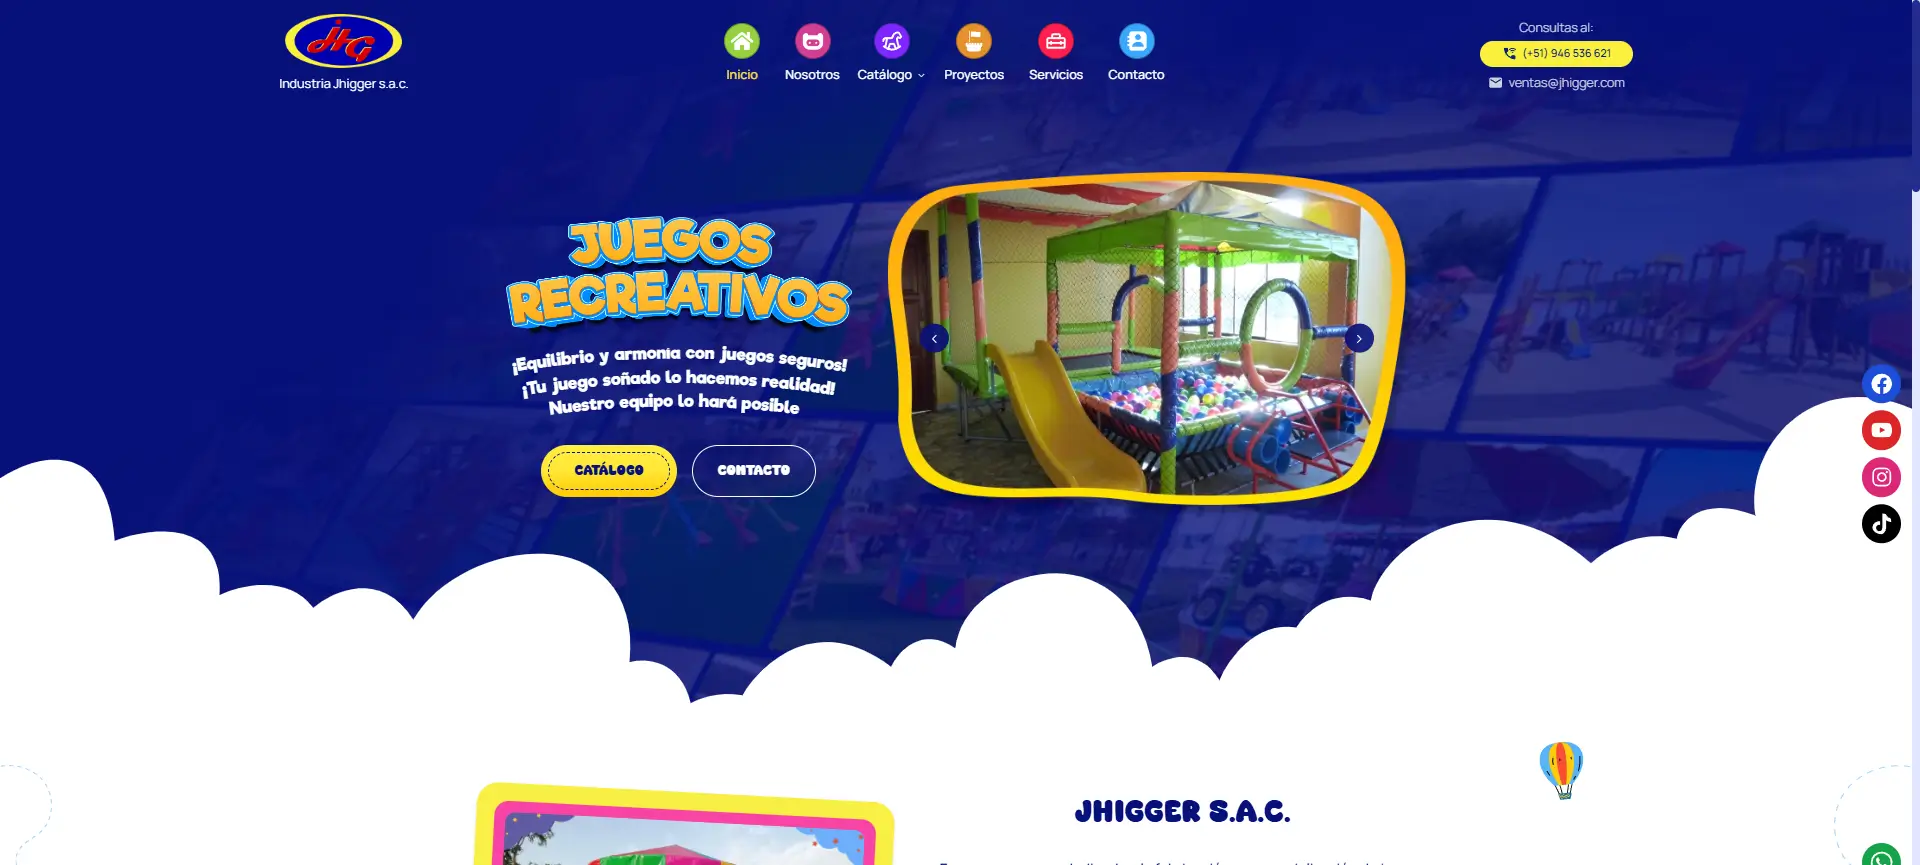 JHG
Industria Jhigger s.a.c.
Inicio
Nosotros
Catálogo
Proyectos
Servicios
Contacto
Consultas al:
(+51) 946 536 621
ventas@jhigger.com
JUEGOS
RECREATIVOS
¡Equilibrio y armonía con juegos seguros!
¡Tu juego soñado lo hacemos realidad!
Nuestro equipo lo hará posible
CATÁLOGO
CONTACTO
JHIGGER S.A.C.